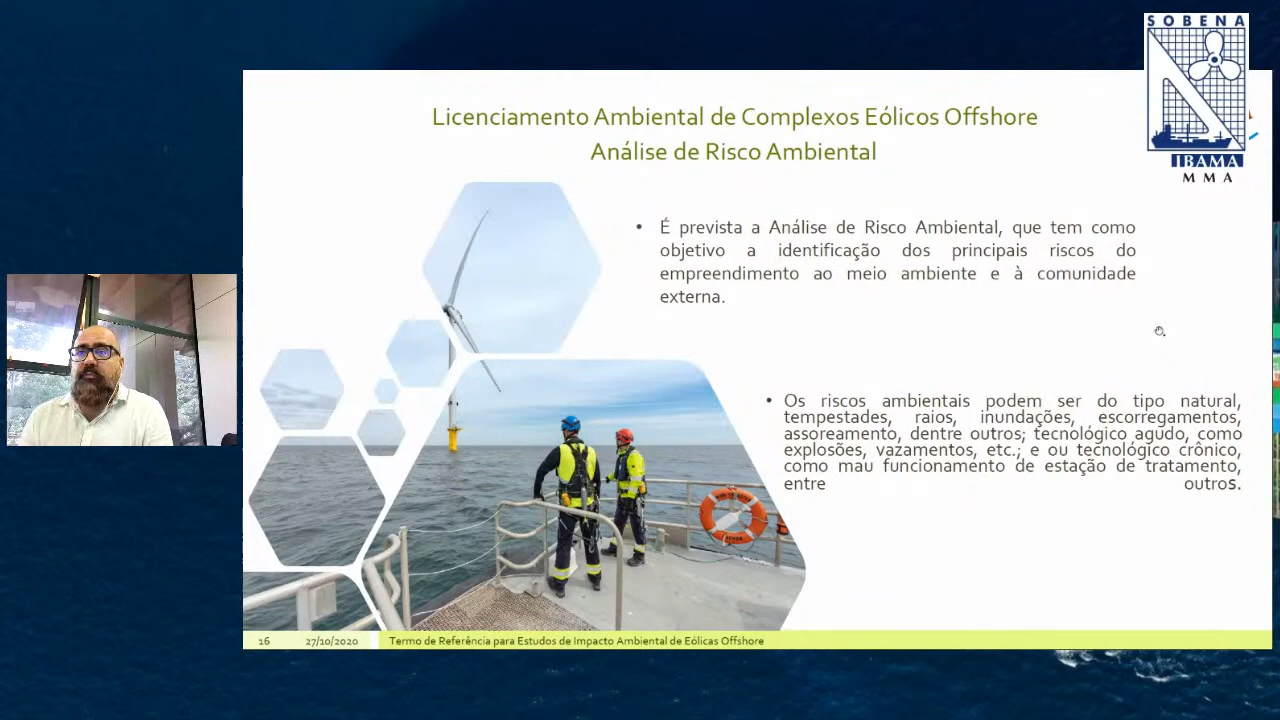 SOBENA
IBAMA
MMA
Licenciamento Ambiental de Complexos Eólicos Offshore
Análise de Risco Ambiental
• É prevista a Análise de Risco Ambiental, que tem como
objetivo a identificação dos principais riscos do
empreendimento ao meio ambiente e à comunidade
externa.
• Os riscos ambientais podem ser do tipo natural,
tempestades, raios, inundações, escorregamentos,
assoreamento, dentre outros; tecnológico agudo, como
explosões, vazamentos, etc.; e ou tecnológico crônico,
como mau funcionamento de estação de tratamento,
entre outros.
16 27/10/2020 Termo de Referência para Estudos de Impacto Ambiental de Eólicas Offshore